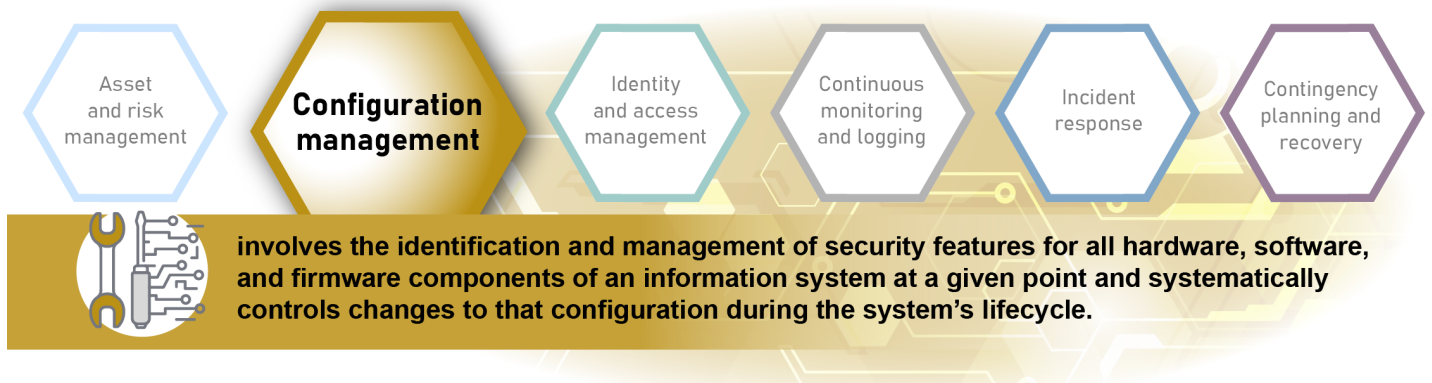 Asset
and risk
management
Configuration
management
Identity
and access
management
Continuous
monitoring
and logging
Incident
response
Contingency
planning and
recovery
involves the identification and management of security features for all hardware, software,
and firmware components of an information system at a given point and systematically
controls changes to that configuration during the system’s lifecycle.